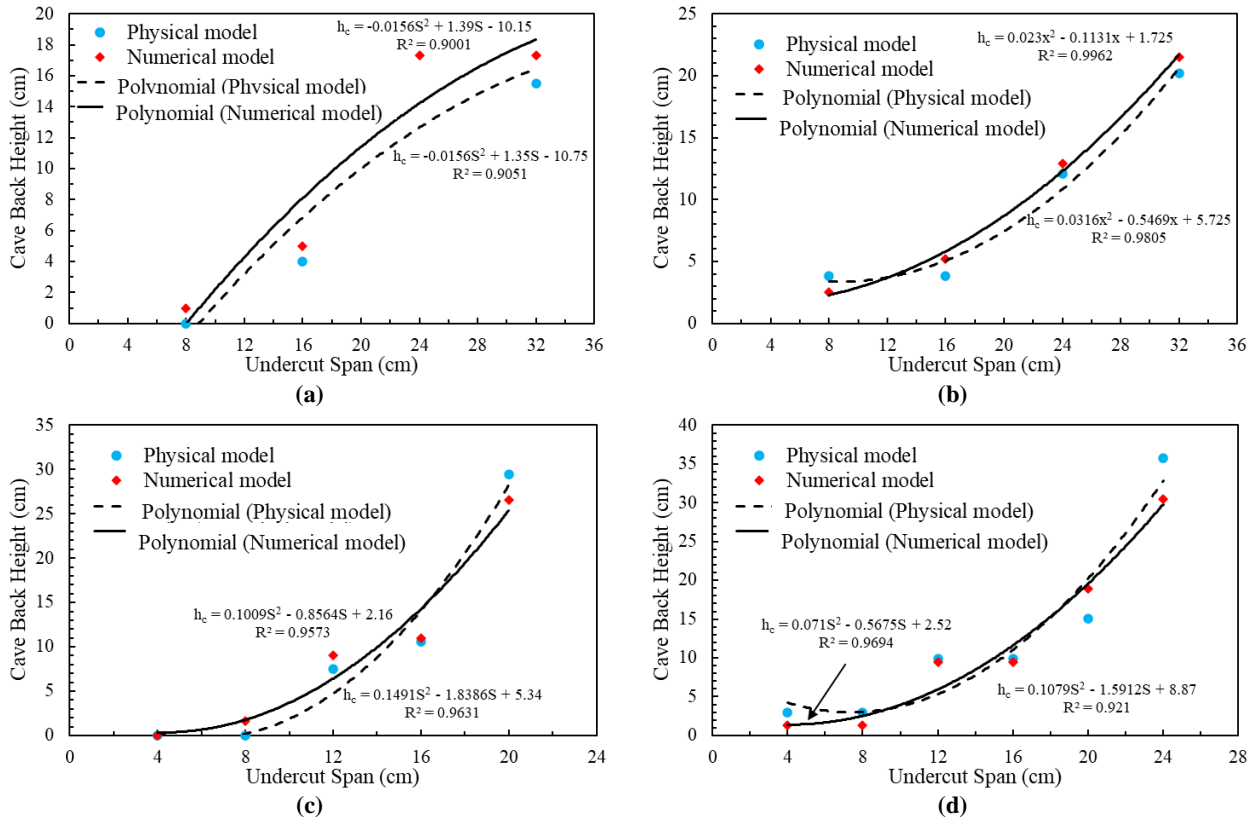 Cave Back Height (cm)
20
18
16
14
12
10
8
6
4
2
0
Physical model
Numerical model
Polynomial (Physical model)
Polynomial (Numerical model)
h_c = -0.0156S² + 1.39S - 10.15
R² = 0.9001
h_c = -0.0156S² + 1.35S - 10.75
R² = 0.9051
0 4 8 12 16 20 24 28 32 36
Undercut Span (cm)
(a)
Cave Back Height (cm)
25
20
15
10
5
0
Physical model
Numerical model
Polynomial (Physical model)
Polynomial (Numerical model)
h_c = 0.023x² - 0.1131x + 1.725
R² = 0.9962
h_c = 0.0316x² - 0.5469x + 5.725
R² = 0.9805
0 4 8 12 16 20 24 28 32 36
Undercut Span (cm)
(b)
Cave Back Height (cm)
35
30
25
20
15
10
5
0
Physical model
Numerical model
Polynomial (Physical model)
Polynomial (Numerical model)
h_c = 0.1009S² - 0.8564S + 2.16
R² = 0.9573
h_c = 0.1491S² - 1.8386S + 5.34
R² = 0.9631
0 4 8 12 16 20 24
Undercut Span (cm)
(c)
Cave Back Height (cm)
40
35
30
25
20
15
10
5
0
Physical model
Numerical model
Polynomial (Physical model)
Polynomial (Numerical model)
h_c = 0.071S² - 0.5675S + 2.52
R² = 0.9694
h_c = 0.1079S² - 1.5912S + 8.87
R² = 0.921
0 4 8 12 16 20 24 28
Undercut Span (cm)
(d)